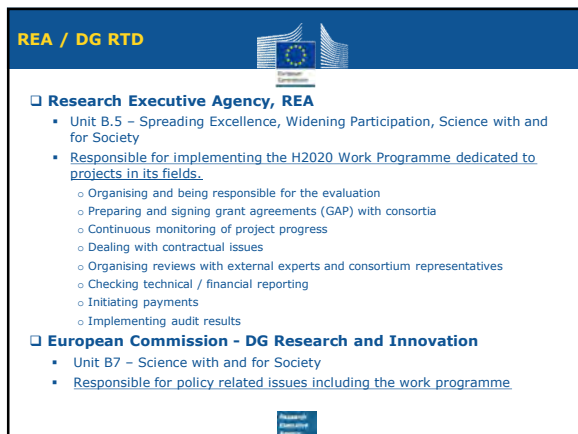 REA / DG RTD
European
Commission
❑ Research Executive Agency, REA
▪ Unit B.5 – Spreading Excellence, Widening Participation, Science with and
for Society
▪ Responsible for implementing the H2020 Work Programme dedicated to
projects in its fields.
o Organising and being responsible for the evaluation
o Preparing and signing grant agreements (GAP) with consortia
o Continuous monitoring of project progress
o Dealing with contractual issues
o Organising reviews with external experts and consortium representatives
o Checking technical / financial reporting
o Initiating payments
o Implementing audit results
❑ European Commission - DG Research and Innovation
▪ Unit B7 – Science with and for Society
▪ Responsible for policy related issues including the work programme
Research
Executive